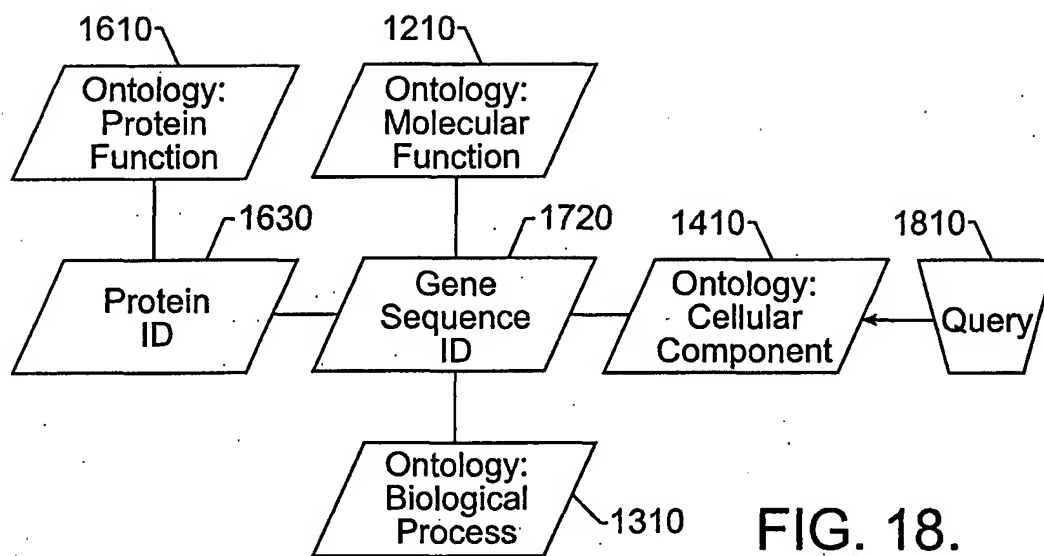 1610
1210
Ontology:
Protein
Function
Ontology:
Molecular
Function
1630
1720
1410
1810
Protein
ID
Gene
Sequence
ID
Ontology:
Cellular
Component
Query
Ontology:
Biological
Process
1310
FIG. 18.